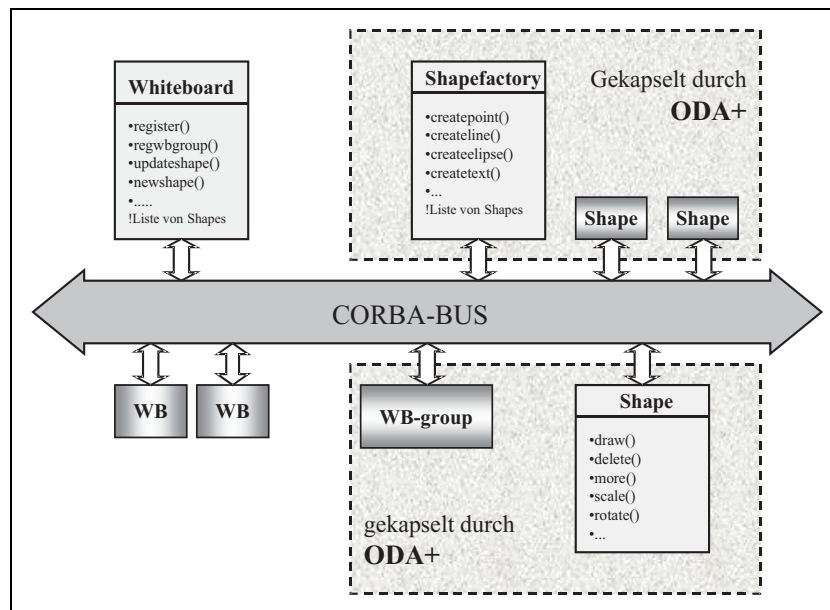 Whiteboard
•register()
•regwbgroup()
•updateshape()
•newshape()
•.....
!Liste von Shapes
Shapefactory
•createpoint()
•createline()
•createelipse()
•createtext()
•...
!Liste von Shapes
Gekapselt durch
ODA+
Shape
Shape
CORBA-BUS
WB
WB
WB-group
gekapselt durch
ODA+
Shape
•draw()
•delete()
•more()
•scale()
•rotate()
•...